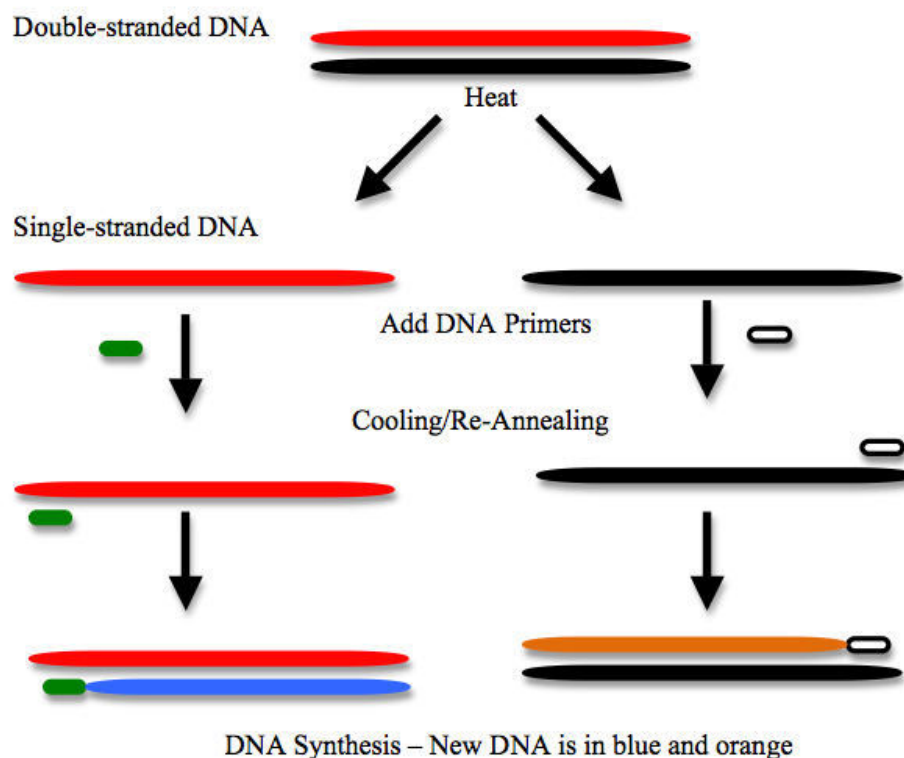 Double-stranded DNA
Heat
Single-stranded DNA
Add DNA Primers
Cooling/Re-Annealing
DNA Synthesis – New DNA is in blue and orange